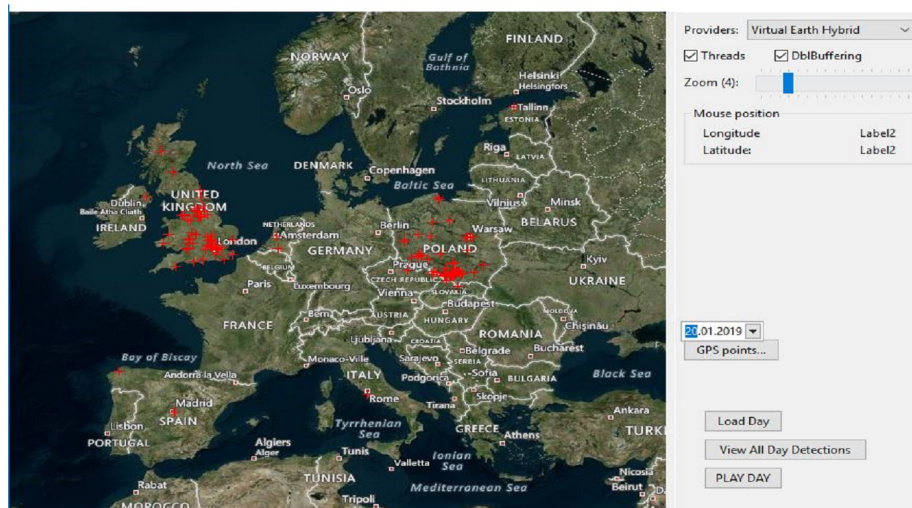 NORWAY
Oslo
Gulf of
Bothnia
FINLAND
Helsinki
Helsingfors
Stockholm
Tallinn
ESTONIA
Riga
LATVIA
North Sea
DENMARK
Copenhagen
Baltic Sea
LITHUANIA
Vilnius
Minsk
BELARUS
UNITED
KINGDOM
Dublin
Baile Átha Cliath
IRELAND
London
NETHERLANDS
Amsterdam
Berlin
GERMANY
Warsaw
POLAND
BELGIUM
Prague
CZECH REPUBLIC
Kyiv
UKRAINE
Paris
Luxembourg
Vienna
SLOVAKIA
AUSTRIA
Budapest
HUNGARY
MOLDOVA
Chișinău
FRANCE
Bern
Ljubljana
CROATIA
ROMANIA
Belgrade
Bucharest
Bay of Biscay
Monaco-Ville
Sarajevo
SERBIA
Andorra la Vella
ITALY
Podgorica
Sofia
BULGARIA
Black Sea
Madrid
SPAIN
Rome
Tirana
Skopje
Lisbon
PORTUGAL
Tyrrhenian
Sea
GREECE
Athens
Ankara
TURK
Algiers
Alger
Tunis
Ionian
Sea
Valletta
Rabat
TUNISIA
Mediterranean Sea
Nicosia
Beirut
Tripoli
MOROCCO
Providers:
Virtual Earth Hybrid
Threads
DblBuffering
Zoom (4):
Mouse position
Longitude
Label2
Latitude:
Label2
20.01.2019
GPS points...
Load Day
View All Day Detections
PLAY DAY